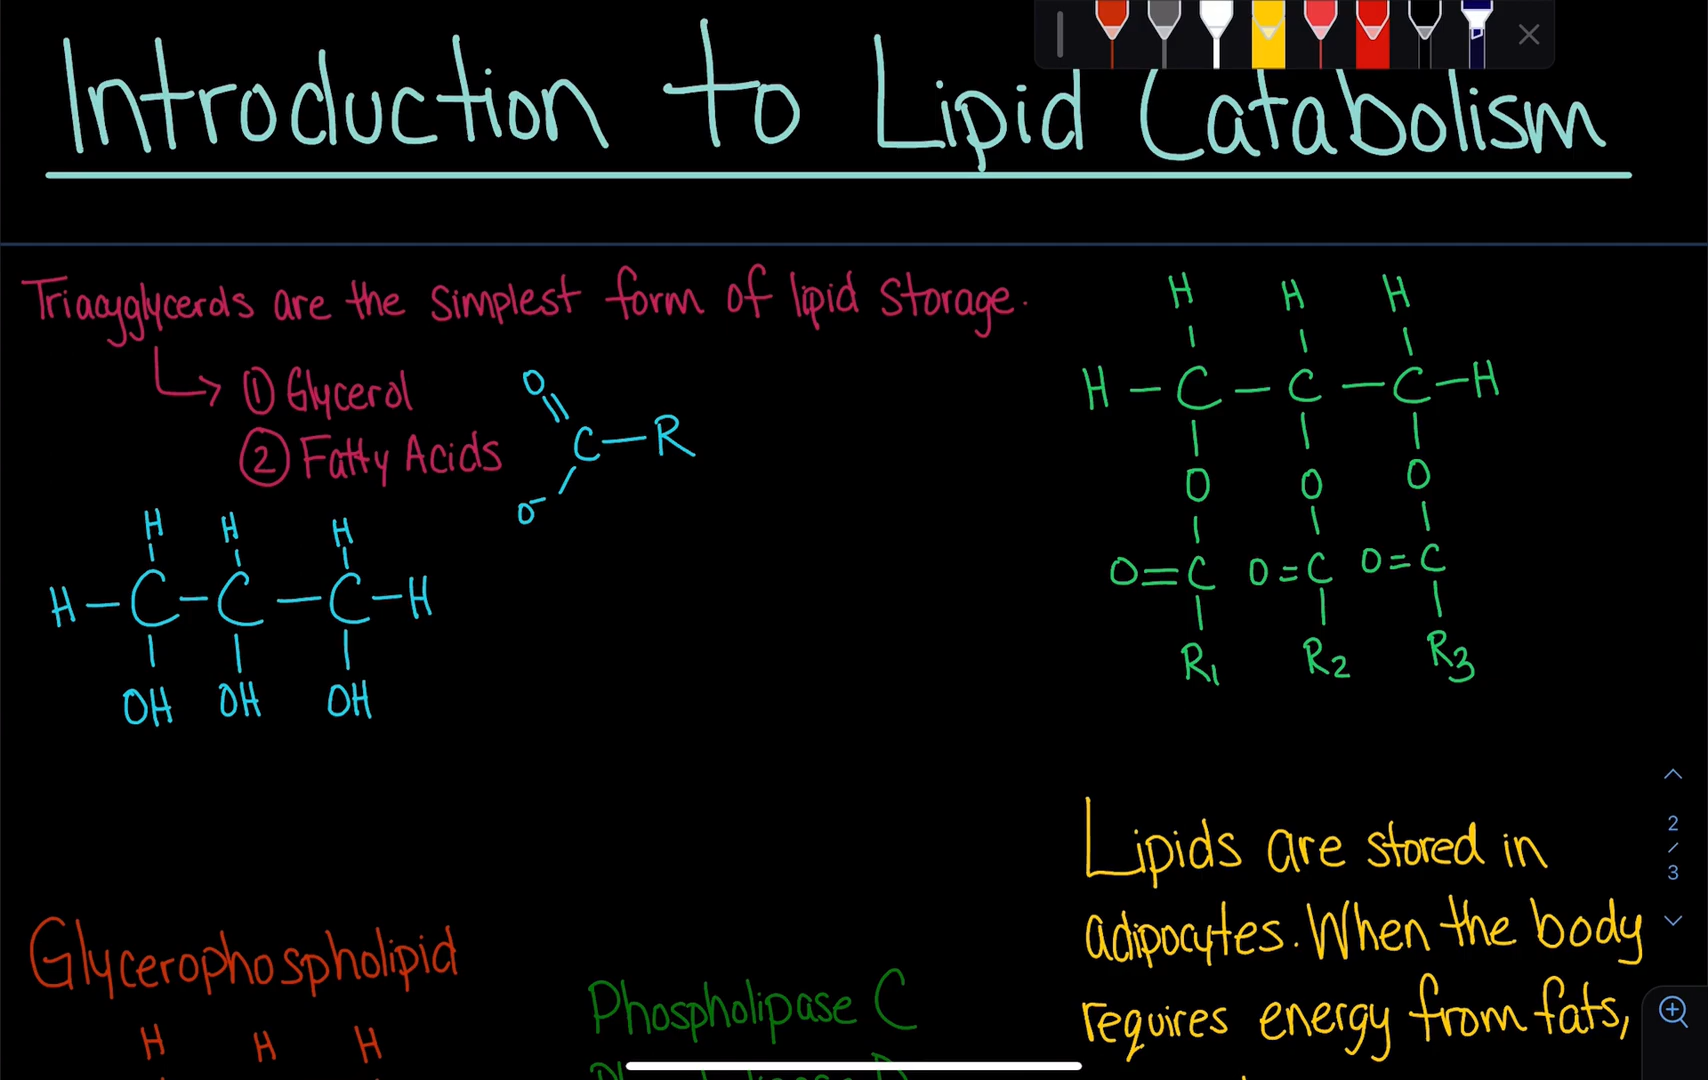 Introduction to Lipid Catabolism
Triacyglycerols are the simplest form of lipid storage.
① Glycerol
② Fatty Acids
O
C—R
O⁻
H H H
H—C—C—C—H
OH OH OH
H H H
H—C—C—C—H
O O O
O=C O=C O=C
R1 R2 R3
Lipids are stored in
adipocytes. When the body
requires energy from fats,
2
/
3
Glycerophospholipid
H H H
Phospholipase C